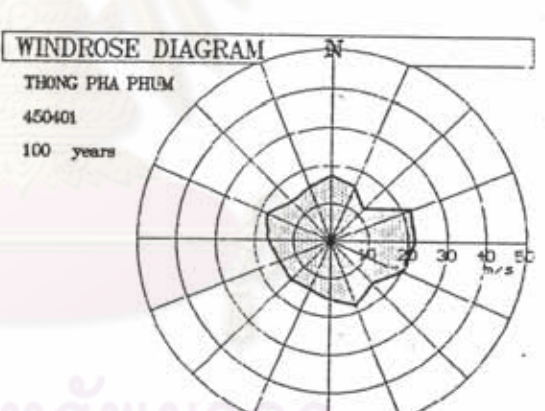 WINDROSE DIAGRAM N
THONG PHA PHUM
450401
100 years
10 20 30 40 50
m/s